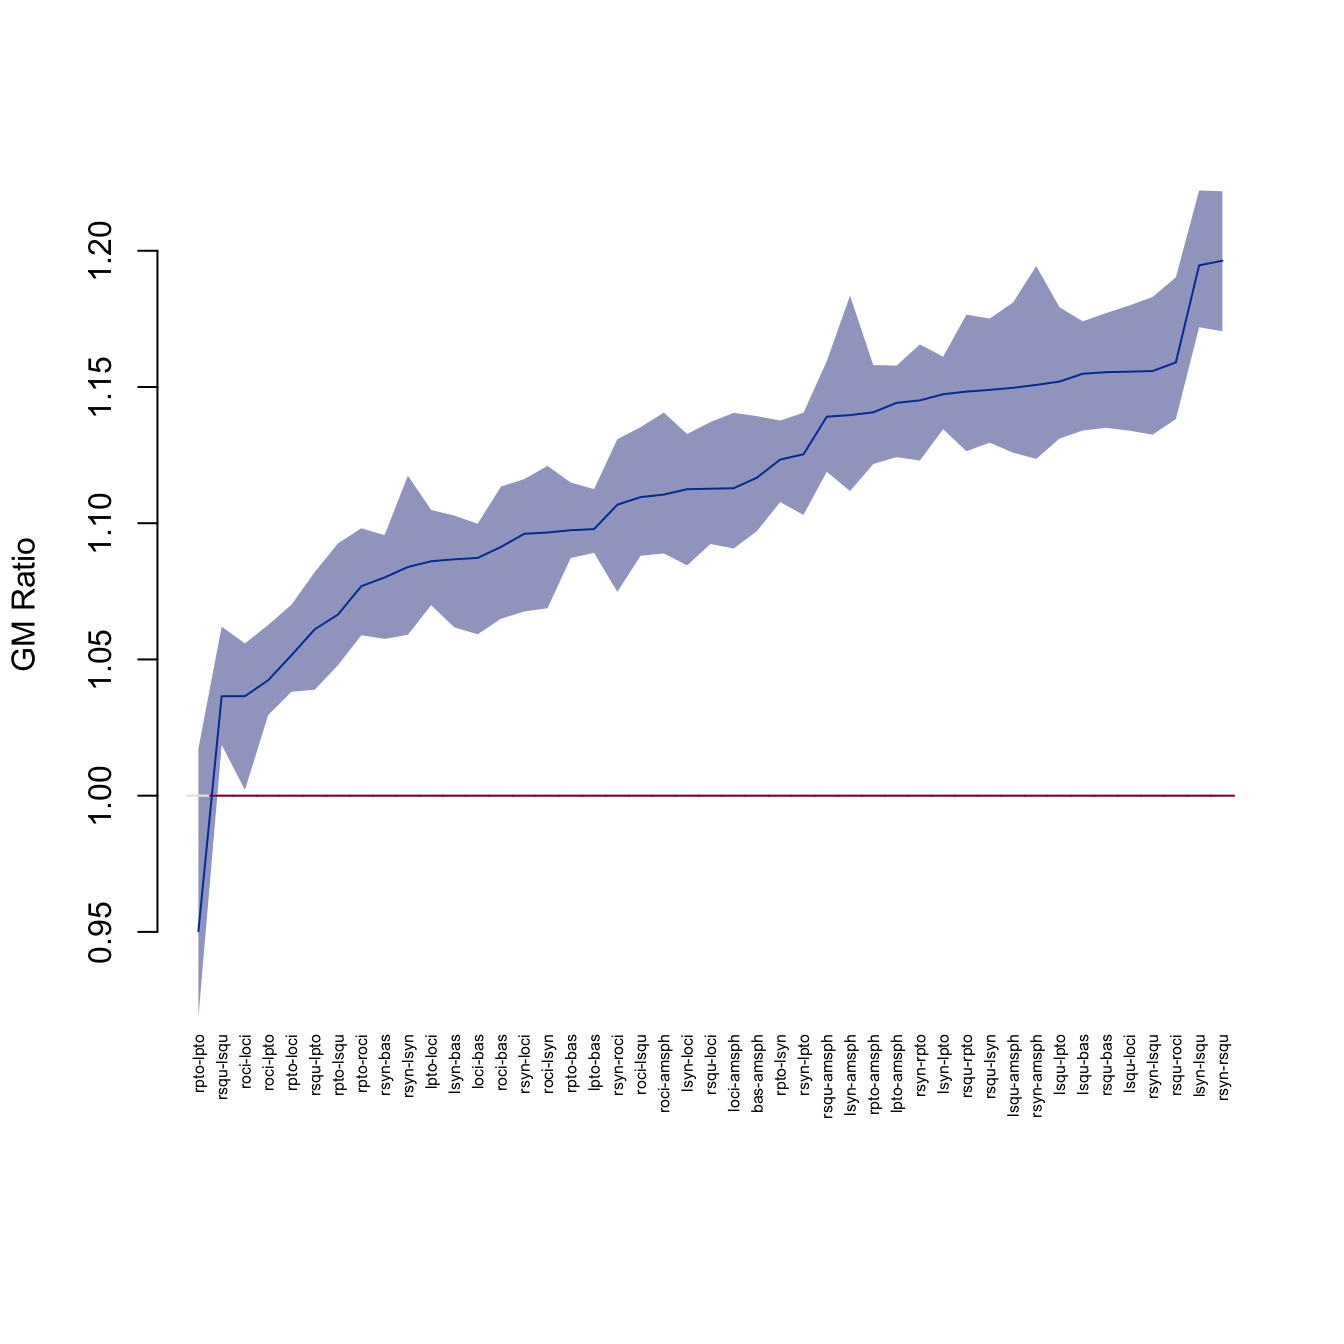 GM Ratio
1.20
1.15
1.10
1.05
1.00
0.95
rpto-lpto
rsqu-lsqu
roci-loci
roci-lpto
rpto-loci
rsqu-lpto
rpto-lsqu
rpto-roci
rsyn-bas
rsyn-lsyn
lpto-loci
lsyn-bas
loci-bas
roci-bas
rsyn-loci
roci-lsyn
rpto-bas
lpto-bas
rsyn-roci
roci-lsqu
roci-amsph
lsyn-loci
rsqu-loci
loci-amsph
bas-amsph
rpto-lsyn
rsyn-lpto
rsqu-amsph
lsyn-amsph
rpto-amsph
lpto-amsph
rsyn-rpto
lsyn-lpto
rsqu-rpto
rsqu-lsyn
lsqu-amsph
rsyn-amsph
lsqu-lpto
lsqu-bas
rsqu-bas
lsqu-loci
rsyn-lsqu
rsqu-roci
lsyn-lsqu
rsyn-rsqu